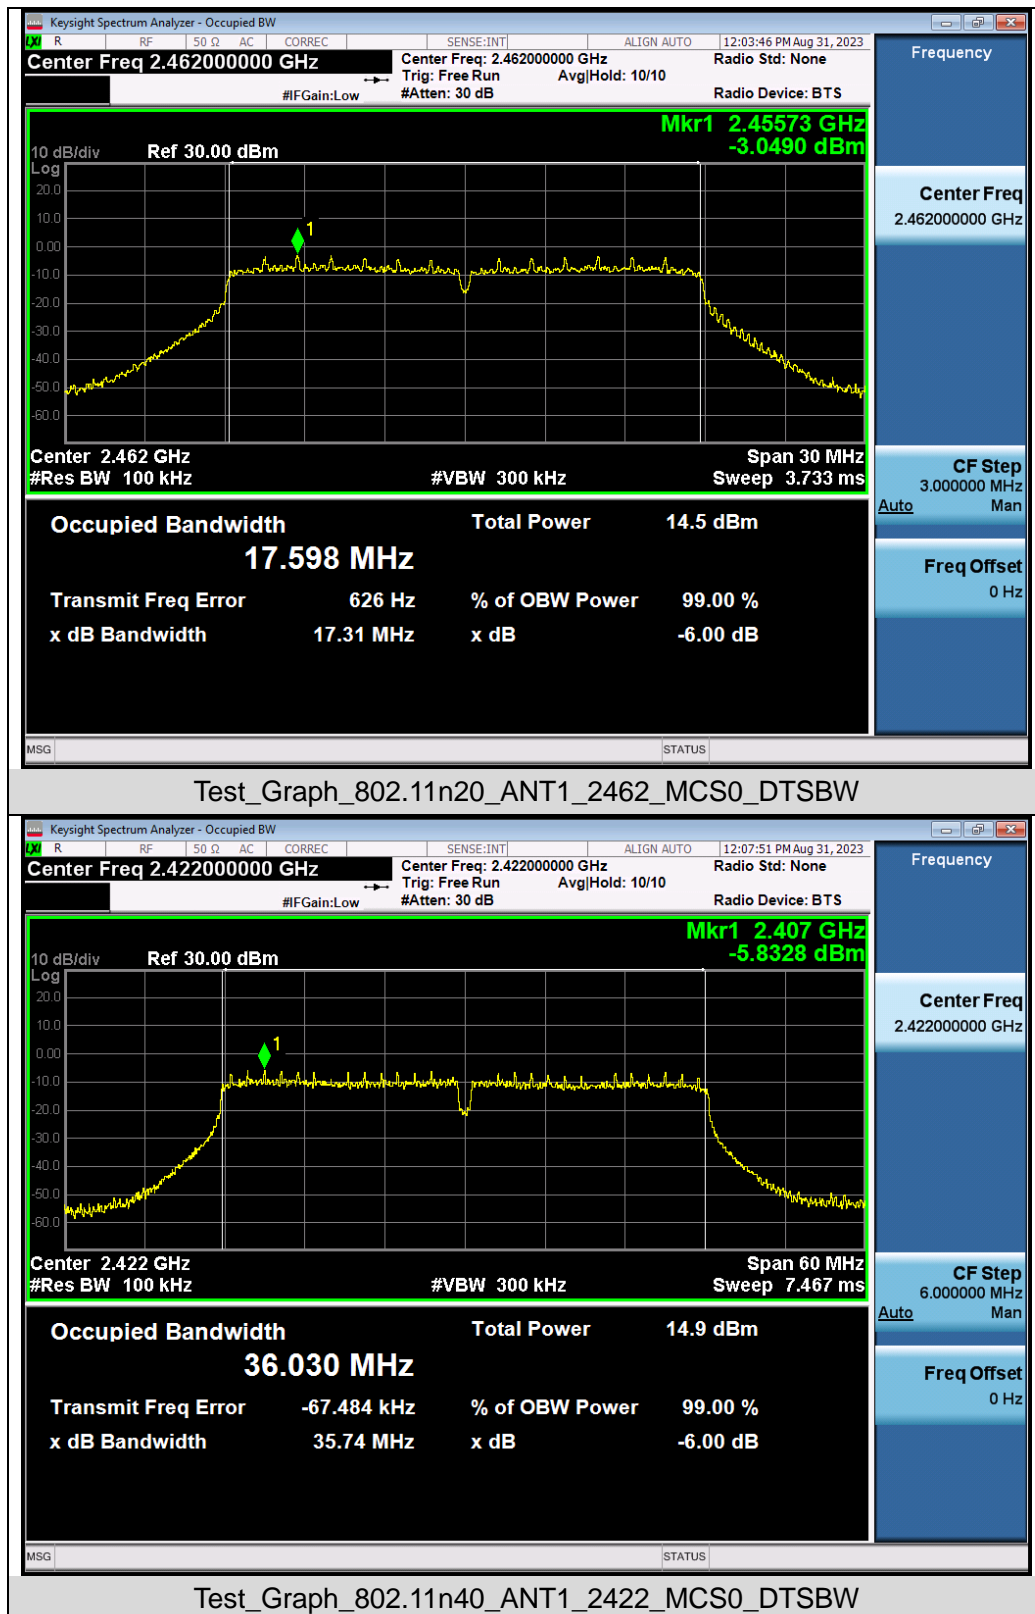 Keysight Spectrum Analyzer - Occupied BW
LXI R RF 50 Ω AC CORREC SENSE:INT ALIGN AUTO 12:03:46 PM Aug 31, 2023
Center Freq 2.462000000 GHz
Center Freq: 2.462000000 GHz Radio Std: None
Trig: Free Run Avg|Hold: 10/10
#IFGain:Low #Atten: 30 dB Radio Device: BTS
Frequency
Mkr1 2.45573 GHz
-3.0490 dBm
10 dB/div Ref 30.00 dBm
Log
20.0
10.0
0.00
-10.0
-20.0
-30.0
-40.0
-50.0
-60.0
1
Center Freq
2.462000000 GHz
Center 2.462 GHz Span 30 MHz
#Res BW 100 kHz #VBW 300 kHz Sweep 3.733 ms
CF Step
3.000000 MHz
Auto Man
Occupied Bandwidth Total Power 14.5 dBm
17.598 MHz
Transmit Freq Error 626 Hz % of OBW Power 99.00 %
x dB Bandwidth 17.31 MHz x dB -6.00 dB
Freq Offset
0 Hz
MSG STATUS
Test_Graph_802.11n20_ANT1_2462_MCS0_DTSBW
Keysight Spectrum Analyzer - Occupied BW
LXI R RF 50 Ω AC CORREC SENSE:INT ALIGN AUTO 12:07:51 PM Aug 31, 2023
Center Freq 2.422000000 GHz
Center Freq: 2.422000000 GHz Radio Std: None
Trig: Free Run Avg|Hold: 10/10
#IFGain:Low #Atten: 30 dB Radio Device: BTS
Frequency
Mkr1 2.407 GHz
-5.8328 dBm
10 dB/div Ref 30.00 dBm
Log
20.0
10.0
0.00
-10.0
-20.0
-30.0
-40.0
-50.0
-60.0
1
Center Freq
2.422000000 GHz
Center 2.422 GHz Span 60 MHz
#Res BW 100 kHz #VBW 300 kHz Sweep 7.467 ms
CF Step
6.000000 MHz
Auto Man
Occupied Bandwidth Total Power 14.9 dBm
36.030 MHz
Transmit Freq Error -67.484 kHz % of OBW Power 99.00 %
x dB Bandwidth 35.74 MHz x dB -6.00 dB
Freq Offset
0 Hz
MSG STATUS
Test_Graph_802.11n40_ANT1_2422_MCS0_DTSBW